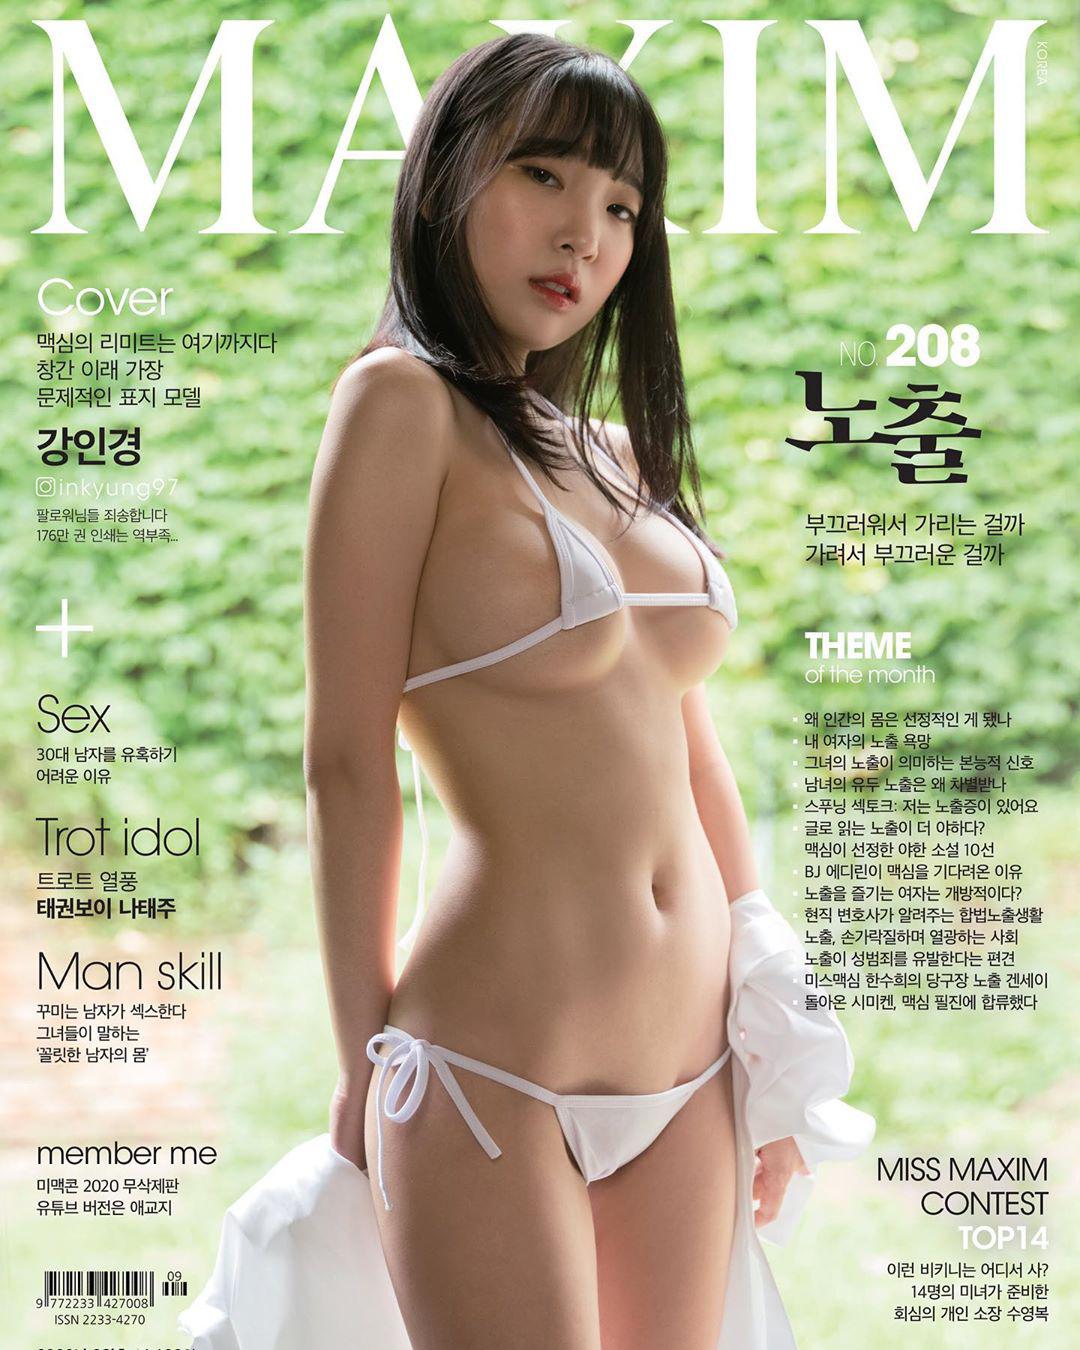 MAXIM
KOREA
Cover
맥심의 리미트는 여기까지다
창간 이래 가장
문제적인 표지 모델
강인경
inkyung97
팔로워님들 죄송합니다
176만 권 인쇄는 역부족...
+
Sex
30대 남자를 유혹하기
어려운 이유
Trot idol
트로트 열풍
태권보이 나태주
Man skill
꾸미는 남자가 섹스한다
그녀들이 말하는
‘꼴릿한 남자의 몸’
member me
미맥콘 2020 무삭제판
유튜브 버전은 애교지
09
9 772233 427008
ISSN 2233-4270
NO. 208
노출
부끄러워서 가리는 걸까
가려서 부끄러운 걸까
THEME
of the month
왜 인간의 몸은 선정적인 게 됐나
내 여자의 노출 욕망
그녀의 노출이 의미하는 본능적 신호
남녀의 유두 노출은 왜 차별받나
스푸닝 섹토크: 저는 노출증이 있어요
글로 읽는 노출이 더 야하다?
맥심이 선정한 야한 소설 10선
BJ 에디린이 맥심을 기다려온 이유
노출을 즐기는 여자는 개방적이다?
현직 변호사가 알려주는 합법노출생활
노출, 손가락질하며 열광하는 사회
노출이 성범죄를 유발한다는 편견
미스맥심 한수희의 당구장 노출 겐세이
돌아온 시미켄, 맥심 필진에 합류했다
MISS MAXIM
CONTEST
TOP14
이런 비키니는 어디서 사?
14명의 미녀가 준비한
회심의 개인 소장 수영복